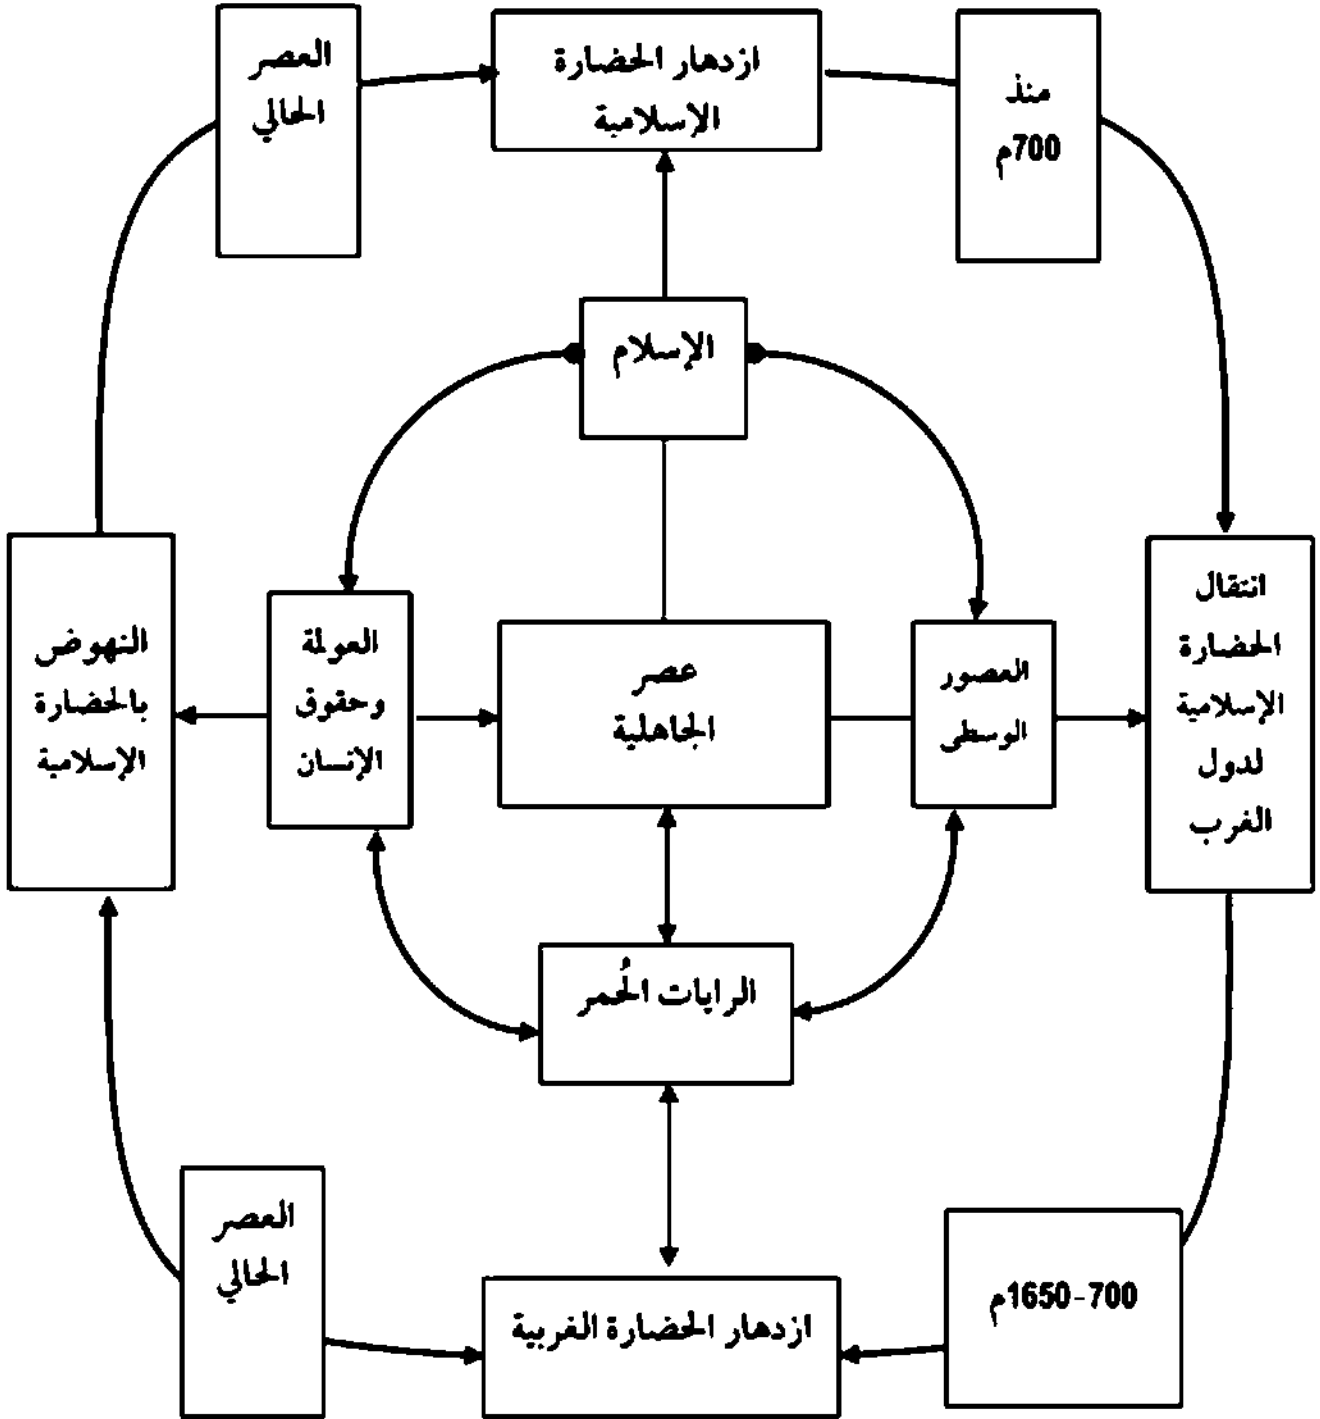 العصر
الحالي
ازدهار الحضارة
الإسلامية
منذ
700م
الإسلام
النهوض
بالحضارة
الإسلامية
العولمة
وحقوق
الإنسان
عصر
الجاهلية
العصور
الوسطى
انتقال
الحضارة
الإسلامية
لدول
الغرب
الرايات الحُمر
العصر
الحالي
ازدهار الحضارة الغربية
700-1650م